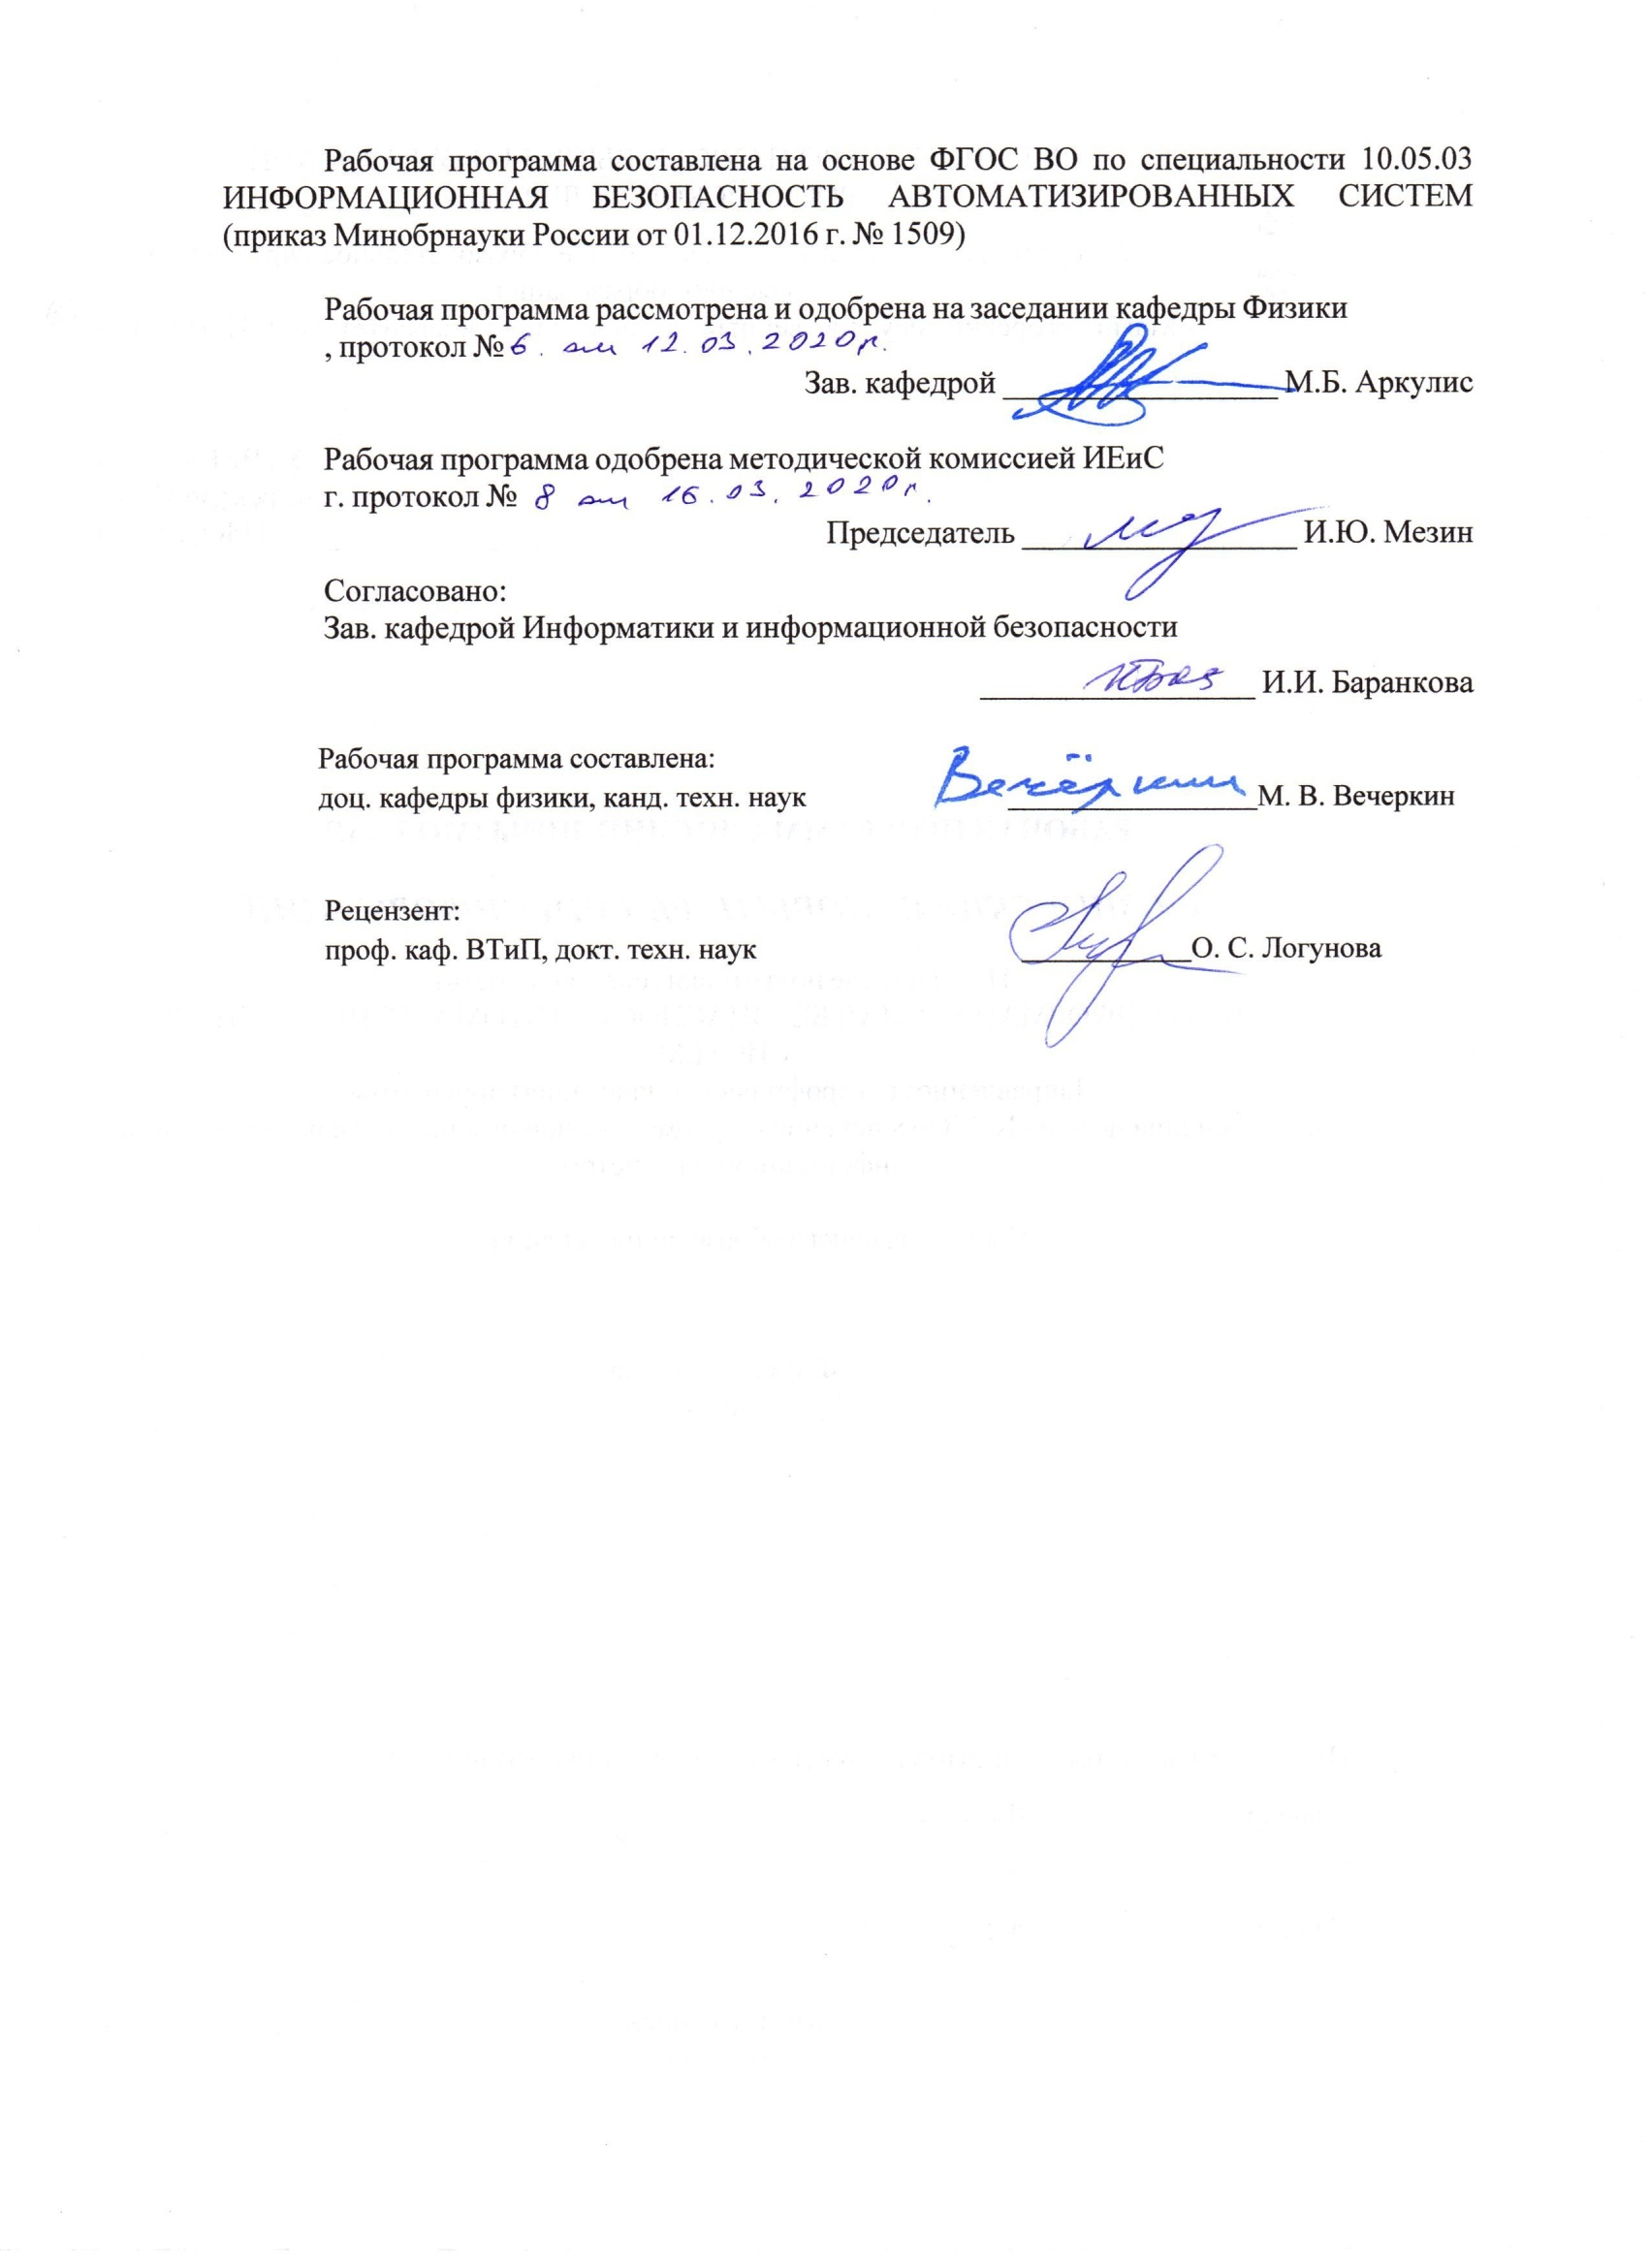 Рабочая программа составлена на основе ФГОС ВО по специальности 10.05.03
ИНФОРМАЦИОННАЯ БЕЗОПАСНОСТЬ АВТОМАТИЗИРОВАННЫХ СИСТЕМ
(приказ Минобрнауки России от 01.12.2016 г. № 1509)
Рабочая программа рассмотрена и одобрена на заседании кафедры Физики
, протокол № 6. от 12.03.2020г.
Зав. кафедрой М.Б. Аркулис
Рабочая программа одобрена методической комиссией ИЕиС
г. протокол № 8 от 16.03.2020г.
Председатель И.Ю. Мезин
Согласовано:
Зав. кафедрой Информатики и информационной безопасности
И.И. Баранкова
Рабочая программа составлена:
доц. кафедры физики, канд. техн. наук Вечёркин М. В. Вечеркин
Рецензент:
проф. каф. ВТиП, докт. техн. наук О. С. Логунова